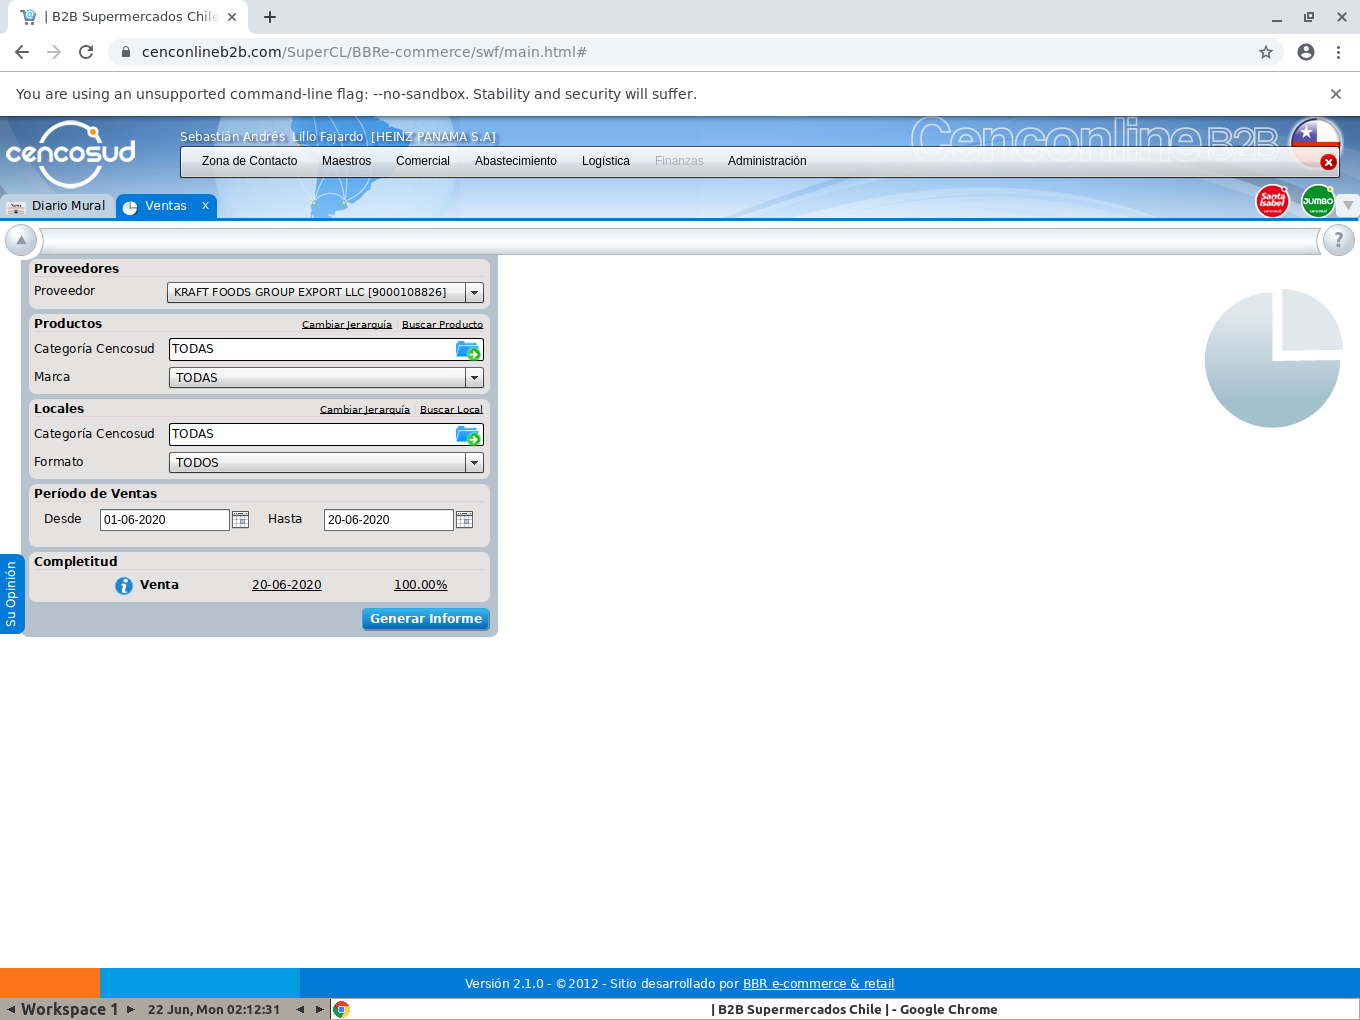 | B2B Supermercados Chile
cenconlineb2b.com/SuperCL/BBRe-commerce/swf/main.html#
You are using an unsupported command-line flag: --no-sandbox. Stability and security will suffer.
cencosud
Sebastián Andrés Lillo Fajardo [HEINZ PANAMA S.A]
Cenconline B2B
Zona de Contacto Maestros Comercial Abastecimiento Logística Finanzas Administración
Diario Mural Ventas X
Santa Isabel cencosud
JUMBO cencosud
?
Proveedores
Proveedor KRAFT FOODS GROUP EXPORT LLC [9000108826]
Productos Cambiar Jerarquía | Buscar Producto
Categoría Cencosud TODAS
Marca TODAS
Locales Cambiar Jerarquía | Buscar Local
Categoría Cencosud TODAS
Formato TODOS
Período de Ventas
Desde 01-06-2020 Hasta 20-06-2020
Completitud
Venta 20-06-2020 100.00%
Su Opinión
Generar Informe
Versión 2.1.0 - © 2012 - Sitio desarrollado por BBR e-commerce & retail
Workspace 1 22 Jun, Mon 02:12:31 | B2B Supermercados Chile | - Google Chrome